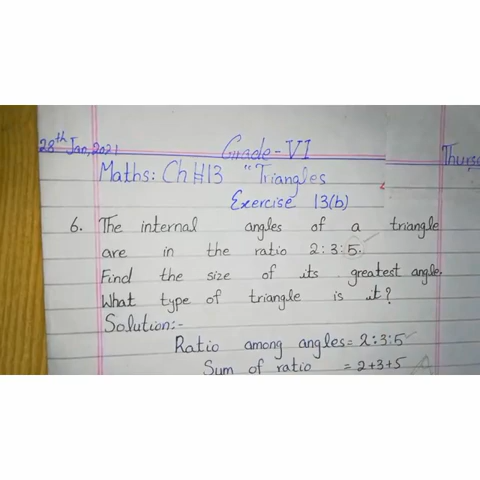 28th Jan, 2021
Grade-VI
Maths: Ch#13 "Triangles
Exercise 13(b)
6. The internal angles of a triangle
are in the ratio 2:3:5.
Find the size of its greatest angle.
What type of triangle is it?
Solution:-
Ratio among angles= 2:3:5
Sum of ratio = 2+3+5